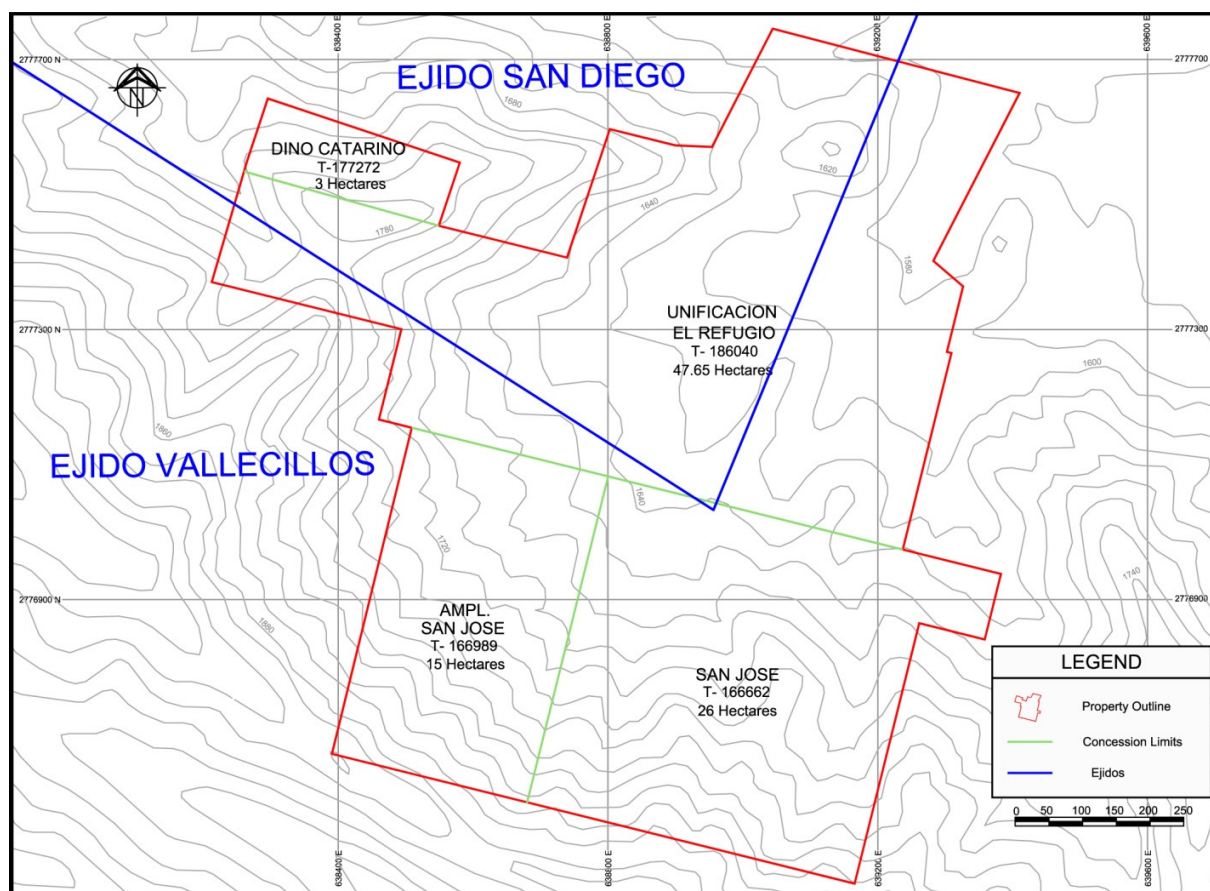 638400 E
638800 E
639200 E
639600 E
2777700 N
2777700
N
EJIDO SAN DIEGO
1680
DINO CATARINO
T-177272
3 Hectares
1620
1640
1780
1580
UNIFICACION
EL REFUGIO
T- 186040
47.65 Hectares
2777300 N
2777300
1600
1860
EJIDO VALLECILLOS
1640
1720
1740
2776900 N
2776900
AMPL.
SAN JOSE
T- 166989
15 Hectares
1880
SAN JOSE
T- 166662
26 Hectares
LEGEND
Property Outline
Concession Limits
Ejidos
0 50 100 150 200 250
638400 E
638800 E
639200 E
639600 E